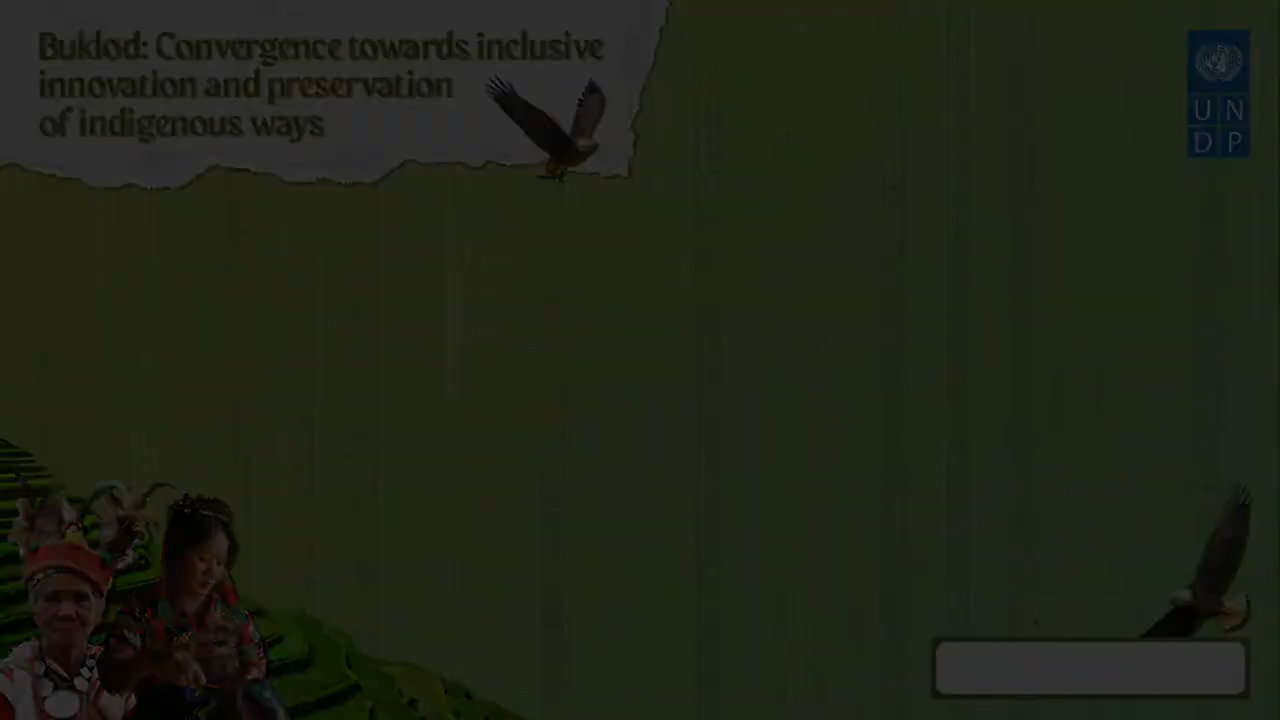 Buklod: Convergence towards inclusive
innovation and preservation
of indigenous ways
U N
D P